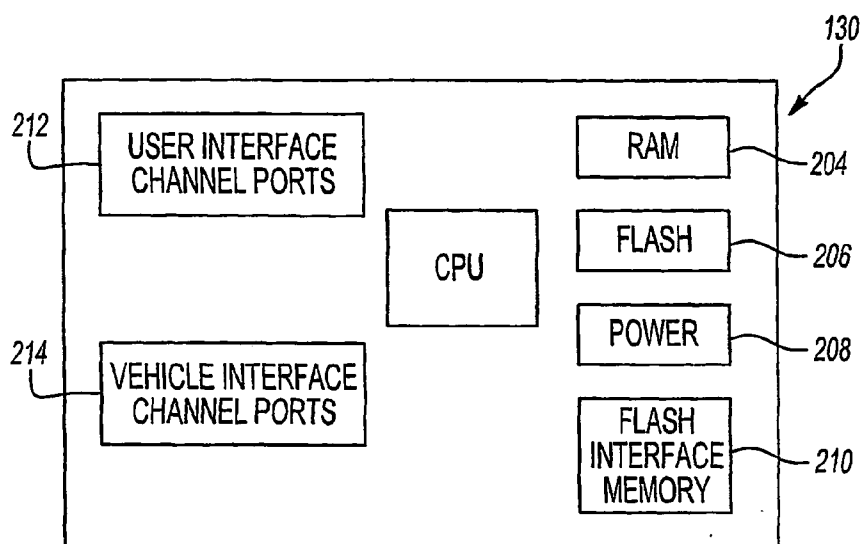 130
212
USER INTERFACE
CHANNEL PORTS
RAM
204
CPU
FLASH
206
POWER
208
214
VEHICLE INTERFACE
CHANNEL PORTS
FLASH
INTERFACE
MEMORY
210